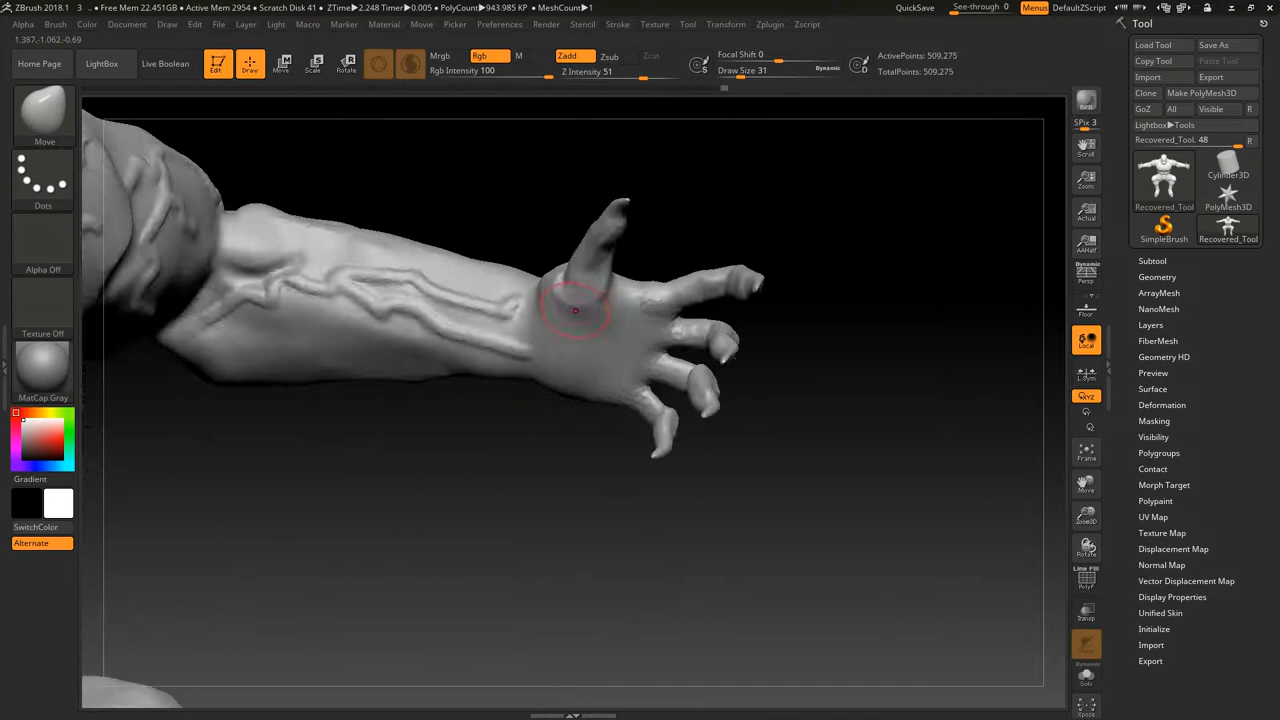 ZBrush 2018.1
3 ..
• Free Mem 22.451GB • Active Mem 2954 • Scratch Disk 41 • ZTime▶2.248 Timer▶0.005 • PolyCount▶943.985 KP • MeshCount▶1
QuickSave
See-through 0
Menus
DefaultZScript
Alpha Brush Color Document Draw Edit File Layer Light Macro Marker Material Movie Picker Preferences Render Stencil Stroke Texture Tool Transform Zplugin Zscript
1.387,-1.062,-0.69
Home Page
LightBox
Live Boolean
Edit
Draw
Move
Scale
Rotate
Mrgb Rgb M
Rgb Intensity 100
Zadd Zsub Zcut
Z Intensity 51
Focal Shift 0
Draw Size 31
Dynamic
S
D
ActivePoints: 509,275
TotalPoints: 509,275
Move
Dots
Alpha Off
Texture Off
MatCap Gray
Gradient
SwitchColor
Alternate
BPR
SPix 3
Scroll
Zoom
Actual
AAHalf
Dynamic
Persp
Floor
Local
L.Sym
XYZ
Frame
Move
Zoom3D
Rotate
Line Fill
PolyF
Transp
Dynamic
Solo
Xpose
Tool
Load Tool Save As
Copy Tool Paste Tool
Import Export
Clone Make PolyMesh3D
GoZ All Visible R
Lightbox▶Tools
Recovered_Tool. 48 R
Recovered_Tool
Cylinder3D
PolyMesh3D
SimpleBrush
Recovered_Tool
Subtool
Geometry
ArrayMesh
NanoMesh
Layers
FiberMesh
Geometry HD
Preview
Surface
Deformation
Masking
Visibility
Polygroups
Contact
Morph Target
Polypaint
UV Map
Texture Map
Displacement Map
Normal Map
Vector Displacement Map
Display Properties
Unified Skin
Initialize
Import
Export